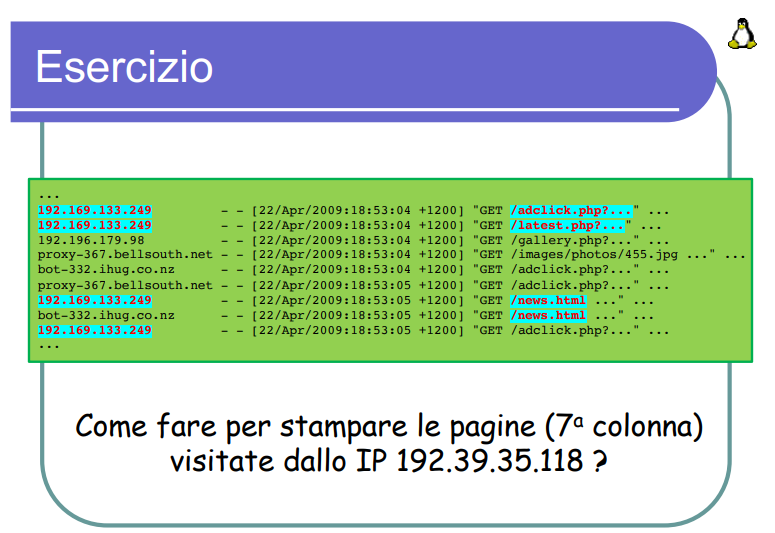 Esercizio
...
192.169.133.249 - - [22/Apr/2009:18:53:04 +1200] "GET /adclick.php?..." ...
192.169.133.249 - - [22/Apr/2009:18:53:04 +1200] "GET /latest.php?..." ...
192.196.179.98 - - [22/Apr/2009:18:53:04 +1200] "GET /gallery.php?..." ...
proxy-367.bellsouth.net - - [22/Apr/2009:18:53:04 +1200] "GET /images/photos/455.jpg ..." ...
bot-332.ihug.co.nz - - [22/Apr/2009:18:53:04 +1200] "GET /adclick.php?..." ...
proxy-367.bellsouth.net - - [22/Apr/2009:18:53:05 +1200] "GET /adclick.php?..." ...
192.169.133.249 - - [22/Apr/2009:18:53:05 +1200] "GET /news.html ..." ...
bot-332.ihug.co.nz - - [22/Apr/2009:18:53:05 +1200] "GET /news.html ..." ...
192.169.133.249 - - [22/Apr/2009:18:53:05 +1200] "GET /adclick.php?..." ...
...
Come fare per stampare le pagine (7ª colonna)
visitate dallo IP 192.39.35.118 ?